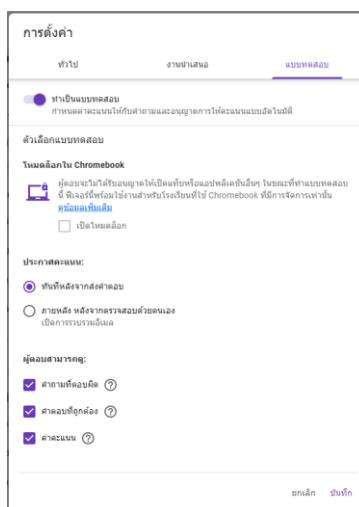 การตั้งค่า
ทั่วไป
งานนำเสนอ
แบบทดสอบ
ทำเป็นแบบทดสอบ
กำหนดค่าคะแนนให้กับคำถามและอนุญาตการให้คะแนนแบบอัตโนมัติ
ตัวเลือกแบบทดสอบ
โหมดล็อกใน Chromebook
ผู้ตอบจะไม่ได้รับอนุญาตให้เปิดแท็บหรือแอปพลิเคชันอื่นๆ ในขณะที่ทำแบบทดสอบ
นี้ ฟีเจอร์นี้พร้อมใช้งานสำหรับโรงเรียนที่ใช้ Chromebook ที่มีการจัดการเท่านั้น
ดูข้อมูลเพิ่มเติม
เปิดโหมดล็อก
ประกาศคะแนน:
ทันทีหลังจากส่งคำตอบ
ภายหลัง หลังจากตรวจสอบด้วยตนเอง
เปิดการรวบรวมอีเมล
ผู้ตอบสามารถดู:
คำถามที่ตอบผิด
คำตอบที่ถูกต้อง
ค่าคะแนน
ยกเลิก บันทึก